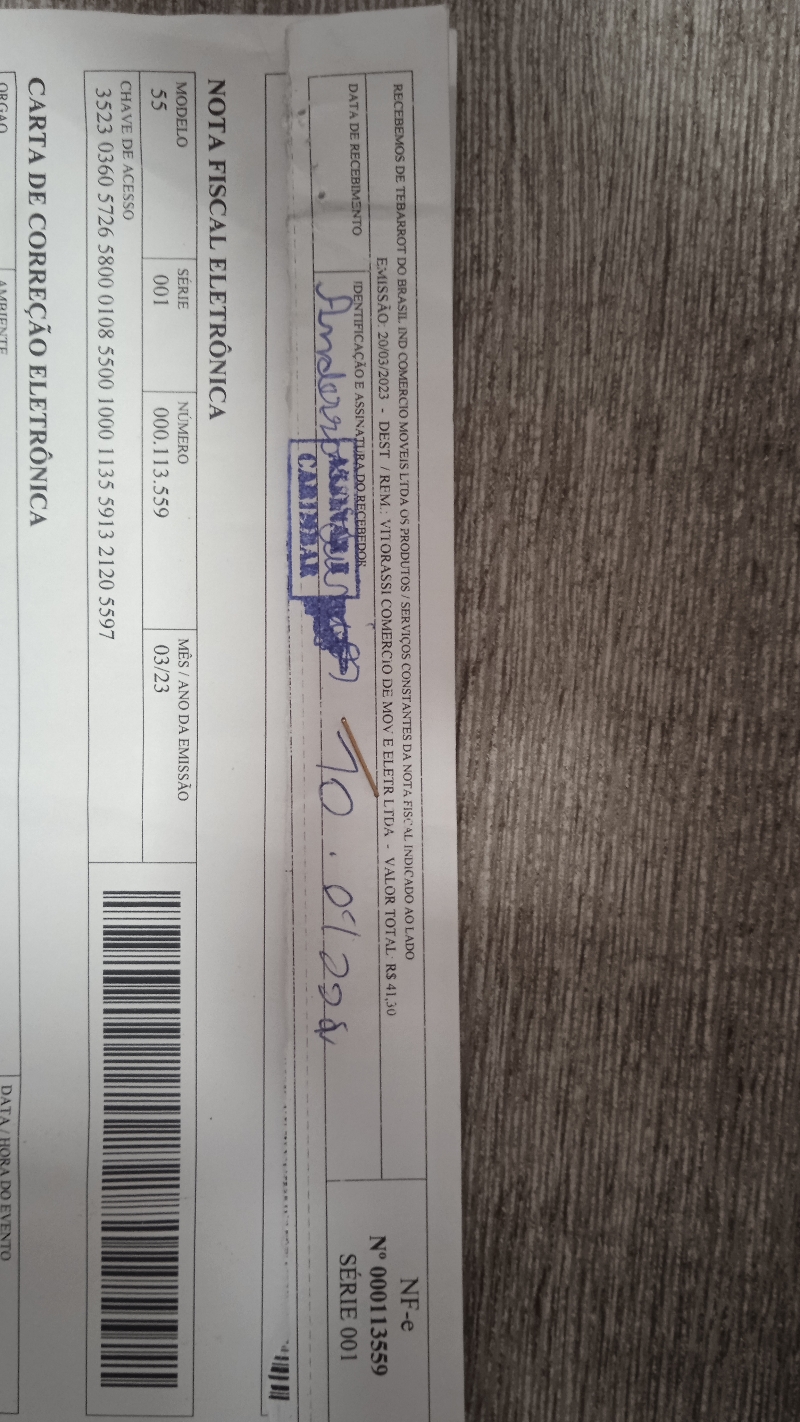 RECEBEMOS DE TEBARROT DO BRASIL IND COMERCIO MOVEIS LTDA OS PRODUTOS / SERVIÇOS CONSTANTES DA NOTA FISCAL INDICADO AO LADO
EMISSÃO: 20/03/2023 - DEST / REM.: VITORASSI COMERCIO DE MOV E ELETR LTDA - VALOR TOTAL: R$ 41,30
DATA DE RECEBIMENTO
IDENTIFICAÇÃO E ASSINATURA DO RECEBEDOR
NF-e
Nº 000113559
SÉRIE 001
CARIMBAR
10
NOTA FISCAL ELETRÔNICA
MODELO SÉRIE NÚMERO MÊS / ANO DA EMISSÃO
55 001 000.113.559 03/23
CHAVE DE ACESSO
3523 0360 5726 5800 0108 5500 1000 1135 5913 2120 5597
CARTA DE CORREÇÃO ELETRÔNICA
ORGAO AMBIENTE DATA / HORA DO EVENTO